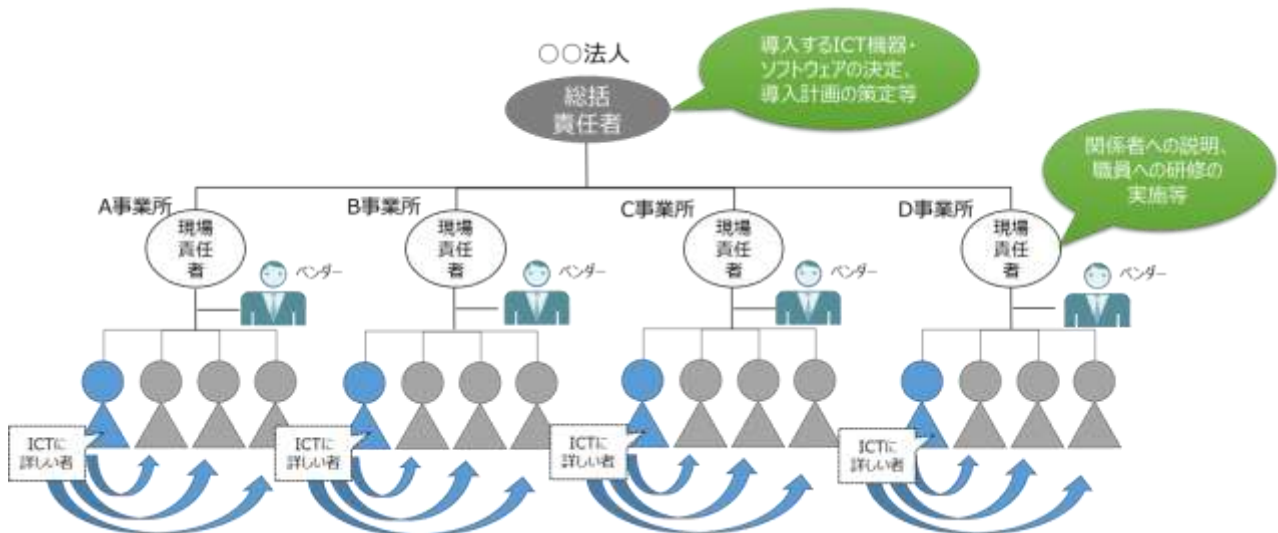 ○○法人
総括
責任者
導入するICT機器・
ソフトウェアの決定、
導入計画の策定等
関係者への説明、
職員への研修の
実施等
A事業所
現場
責任
者
ベンダー
B事業所
現場
責任
者
ベンダー
C事業所
現場
責任
者
ベンダー
D事業所
現場
責任
者
ベンダー
ICTに
詳しい者
ICTに
詳しい者
ICTに
詳しい者
ICTに
詳しい者